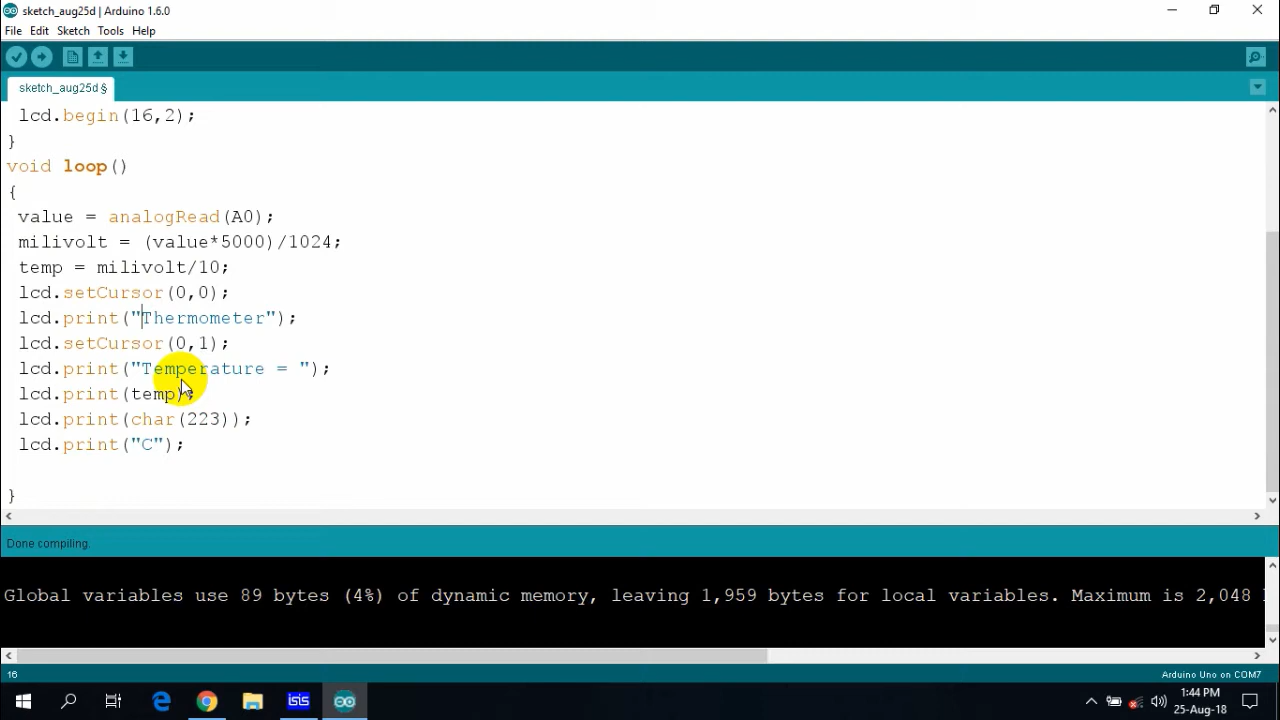 sketch_aug25d | Arduino 1.6.0
File Edit Sketch Tools Help
sketch_aug25d §
lcd.begin(16,2);
}
void loop()
{
value = analogRead(A0);
milivolt = (value*5000)/1024;
temp = milivolt/10;
lcd.setCursor(0,0);
lcd.print("Thermometer");
lcd.setCursor(0,1);
lcd.print("Temperature = ");
lcd.print(temp);
lcd.print(char(223));
lcd.print("C");
}
Done compiling.
Global variables use 89 bytes (4%) of dynamic memory, leaving 1,959 bytes for local variables. Maximum is 2,048
16
Arduino Uno on COM7
isis
1:44 PM
25-Aug-18